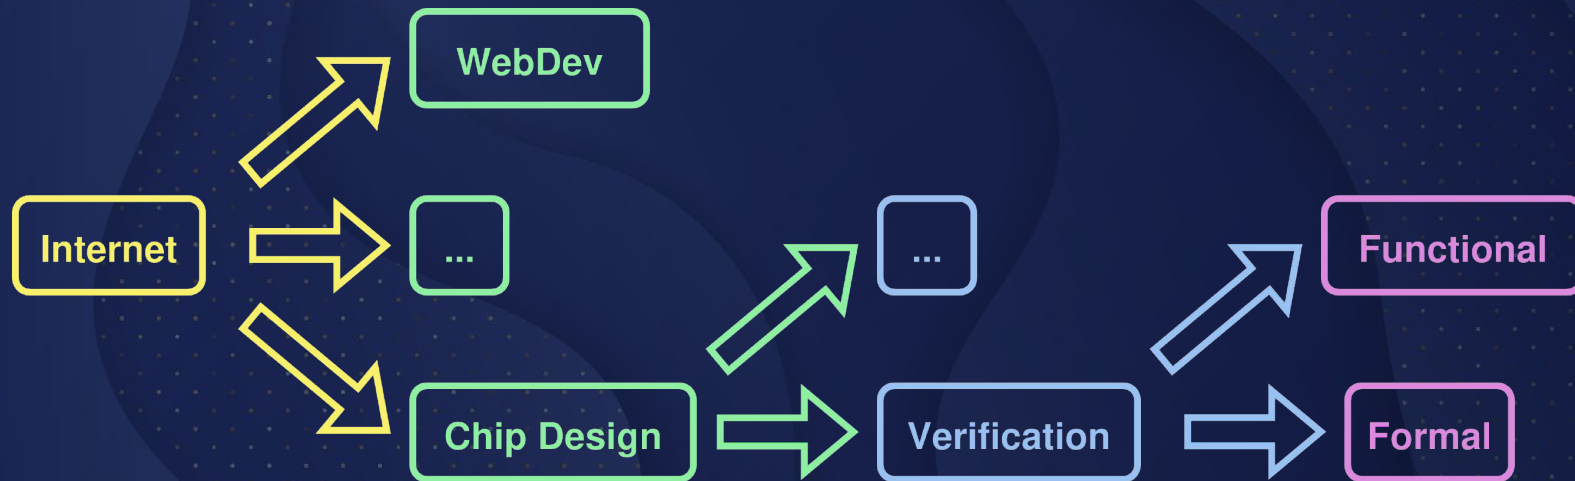 WebDev
Internet
...
...
Functional
Chip Design
Verification
Formal